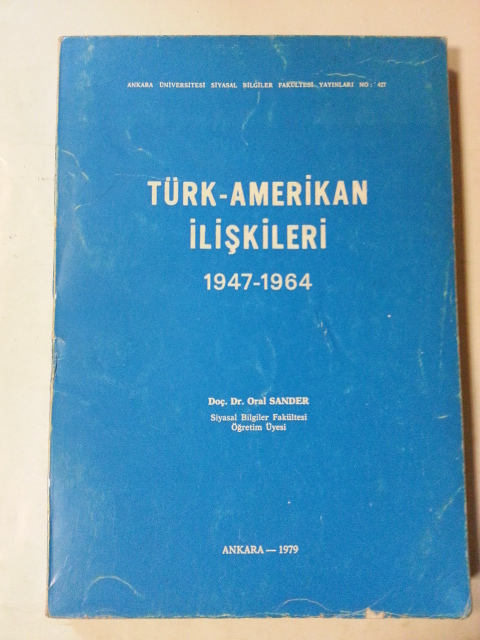 ANKARA ÜNİVERSİTESİ SİYASAL BİLGİLER FAKÜLTESİ YAYINLARI NO: 427
TÜRK-AMERİKAN
İLİŞKİLERİ
1947-1964
Doç. Dr. Oral SANDER
Siyasal Bilgiler Fakültesi
Öğretim Üyesi
ANKARA — 1979